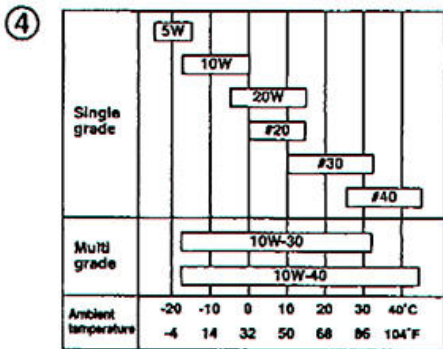 ④
5W
10W
20W
Single
grade
#20
#30
#40
Multi
grade
10W-30
10W-40
Ambient
temperature
-20 -10 0 10 20 30 40°C
-4 14 32 50 68 86 104°F